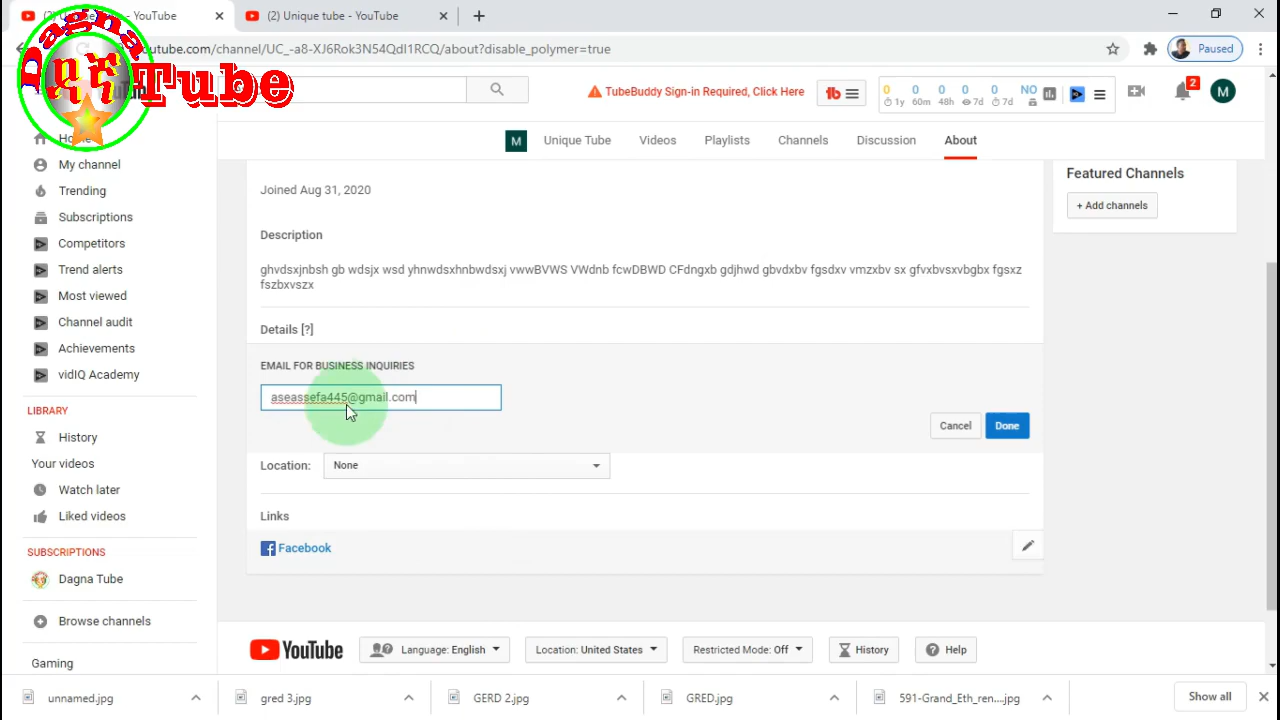 YouTube
(2) Unique tube - YouTube
Dagna
ዳግና
Tube
utube.com/channel/UC_-a8-XJ6Rok3N54QdI1RCQ/about?disable_polymer=true
Paused
TubeBuddy Sign-in Required, Click Here
tb
0 0 0 0 0 NO
1y 60m 48h 7d 7d
2
M
M
Unique Tube
Videos
Playlists
Channels
Discussion
About
My channel
Trending
Subscriptions
Competitors
Trend alerts
Most viewed
Channel audit
Achievements
vidIQ Academy
LIBRARY
History
Your videos
Watch later
Liked videos
SUBSCRIPTIONS
Dagna Tube
Browse channels
Gaming
Joined Aug 31, 2020
Description
ghvdsxjnbsh gb wdsjx wsd yhnwdsxhnbwdsxj vwwBVWS VWdnb fcwDBWD CFdngxb gdjhwd gbvdxbv fgsdxv vmzxbv sx gfvxbvsxvbgbx fgsxz
fszbxvszx
Details [?]
EMAIL FOR BUSINESS INQUIRIES
aseassefa445@gmail.com
Cancel
Done
Location:
None
Links
Facebook
Featured Channels
+ Add channels
YouTube
Language: English
Location: United States
Restricted Mode: Off
History
Help
unnamed.jpg
gred 3.jpg
GERD 2.jpg
GRED.jpg
591-Grand_Eth_ren....jpg
Show all